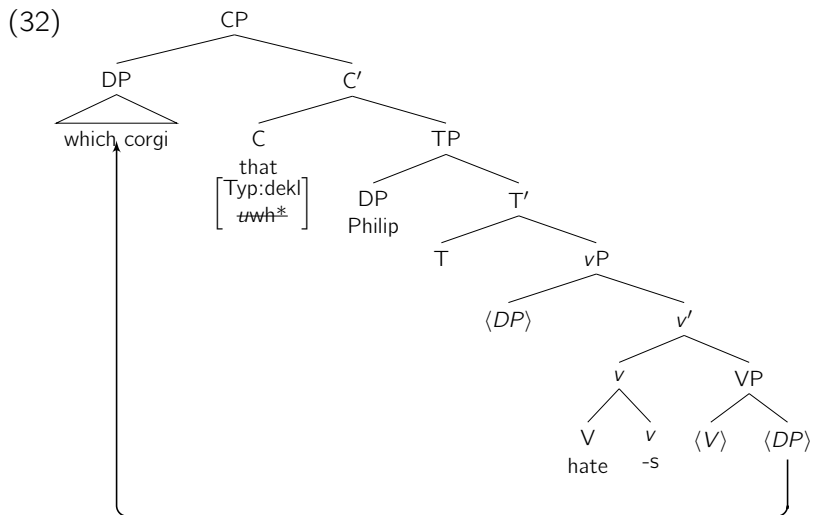 (32)
CP
DP C′
which corgi C TP
that
[Typ:dekl] DP T′
[uwh*] Philip
T vP
⟨DP⟩ v′
v VP
V v ⟨V⟩ ⟨DP⟩
hate -s